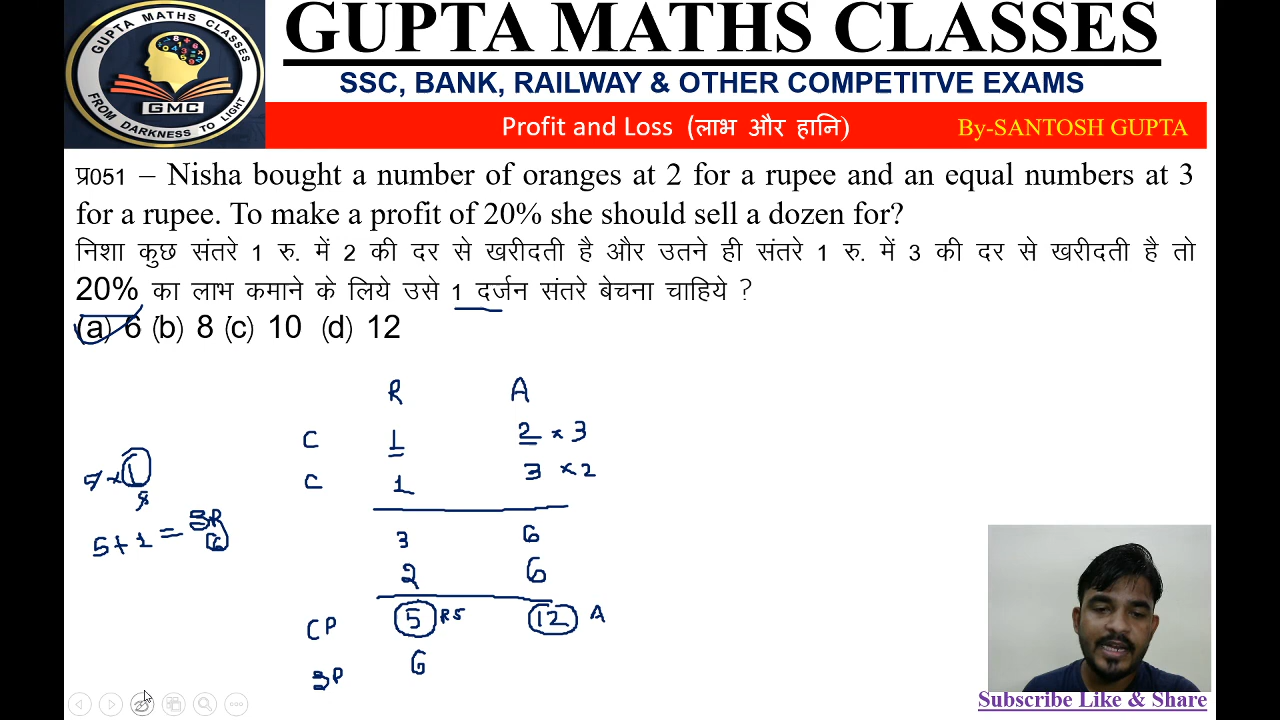 GUPTA MATHS CLASSES
GUPTA MATHS CLASSES
GMC
FROM DARKNESS TO LIGHT
SSC, BANK, RAILWAY & OTHER COMPETITVE EXAMS
Profit and Loss (लाभ और हानि) By-SANTOSH GUPTA
प्र051 – Nisha bought a number of oranges at 2 for a rupee and an equal numbers at 3
for a rupee. To make a profit of 20% she should sell a dozen for?
निशा कुछ संतरे 1 रु. में 2 की दर से खरीदती है और उतने ही संतरे 1 रु. में 3 की दर से खरीदती है तो
20% का लाभ कमाने के लिये उसे 1 दर्जन संतरे बेचना चाहिये ?
(a) 6 (b) 8 (c) 10 (d) 12
R A
C 1 2 × 3
C 1 3 × 2
3 6
5 + 1 =
2 6
CP 5 RS 12 A
SP 6
Subscribe Like & Share